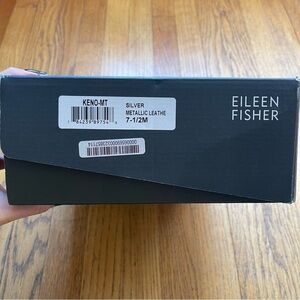 KENO-MT
SILVER
METALLIC LEATHE
7-1/2M
EILEEN
FISHER